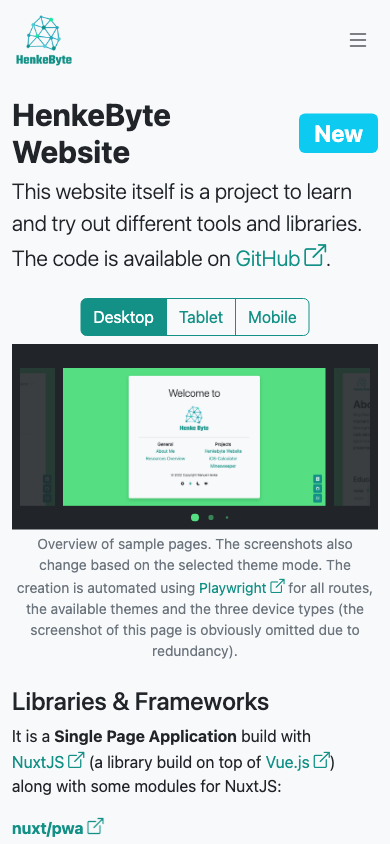 HenkeByte
HenkeByte
Website
New
This website itself is a project to learn
and try out different tools and libraries.
The code is available on GitHub.
Desktop Tablet Mobile
Welcome to
Henke Byte
General Projects
About Me Henkebyte Website
Resources Overview
Minesweeper
Overview of sample pages. The screenshots also
change based on the selected theme mode. The
creation is automated using Playwright for all routes,
the available themes and the three device types (the
screenshot of this page is obviously omitted due to
redundancy).
Libraries & Frameworks
It is a Single Page Application build with
NuxtJS (a library build on top of Vue.js)
along with some modules for NuxtJS:
nuxt/pwa